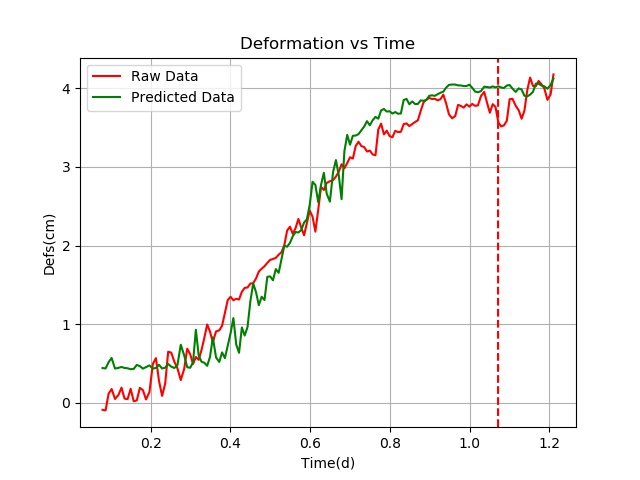 Deformation vs Time
Raw Data
Predicted Data
Defs(cm)
4
3
2
1
0
0.2 0.4 0.6 0.8 1.0 1.2
Time(d)